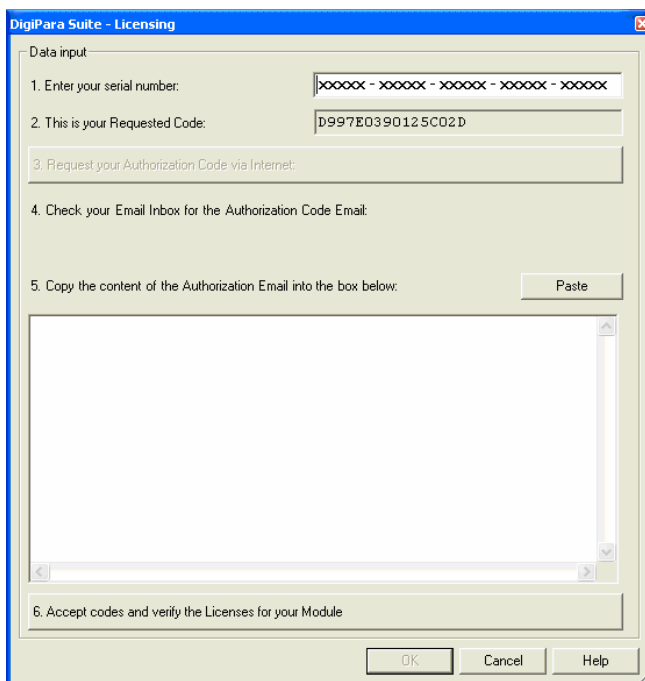 DigiPara Suite - Licensing
Data input
1. Enter your serial number:
XXXXX - XXXXX - XXXXX - XXXXX - XXXXX
2. This is your Requested Code:
D997E0390125C02D
3. Request your Authorization Code via Internet:
4. Check your Email Inbox for the Authorization Code Email:
5. Copy the content of the Authorization Email into the box below:
Paste
6. Accept codes and verify the Licenses for your Module
OK
Cancel
Help